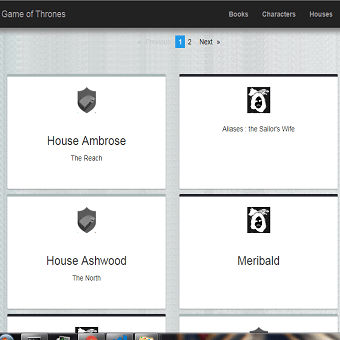 Game of Thrones
Books Characters Houses
« Previous 1 2 Next »
House Ambrose
The Reach
Aliases : the Sailor's Wife
House Ashwood
The North
Meribald